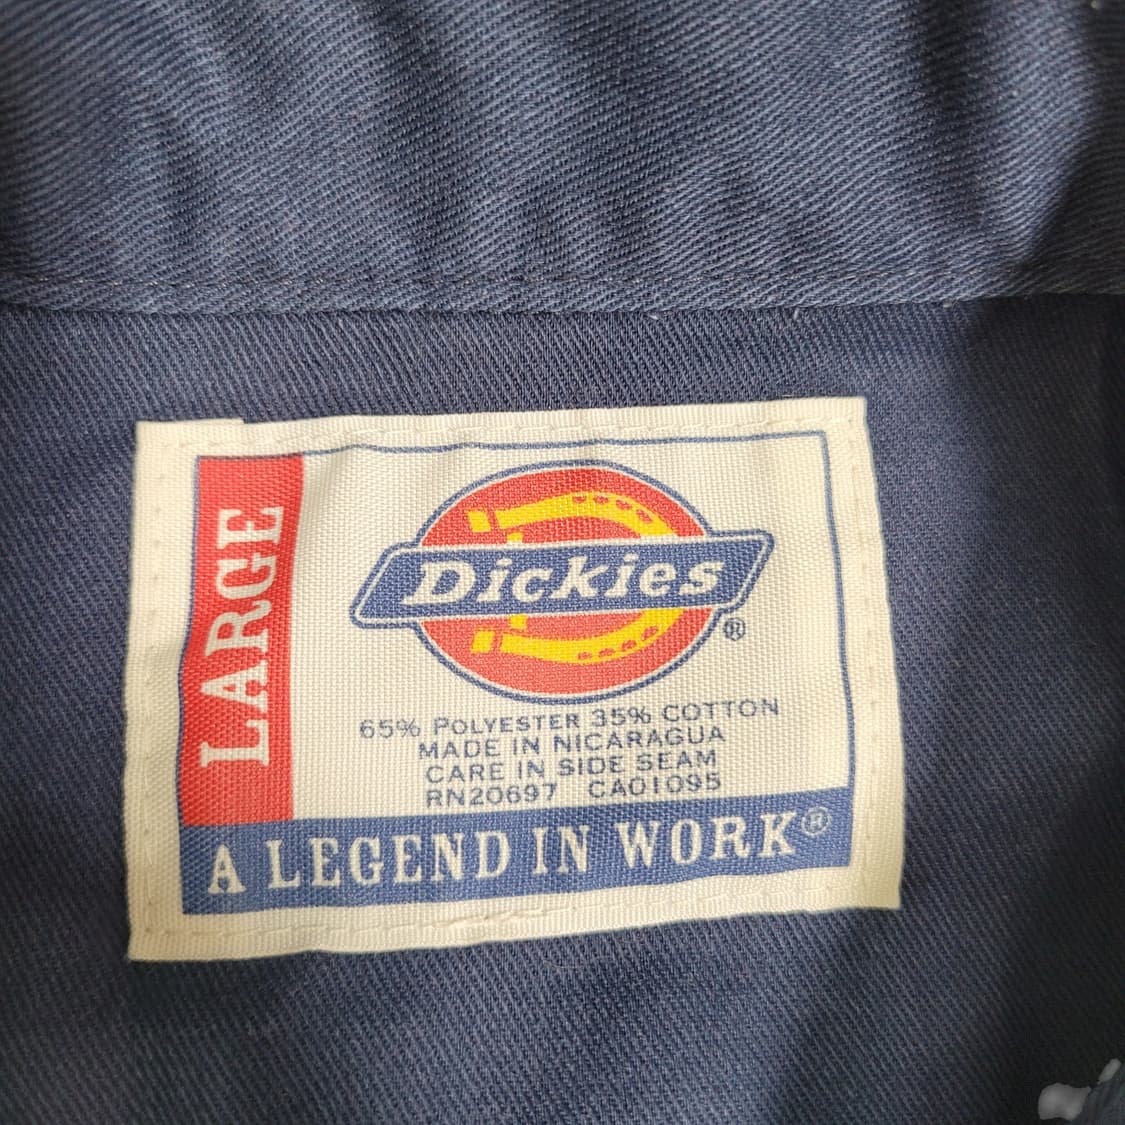 LARGE
Dickies
®
65% POLYESTER 35% COTTON
MADE IN NICARAGUA
CARE IN SIDE SEAM
RN20697 CA01095
A LEGEND IN WORK®